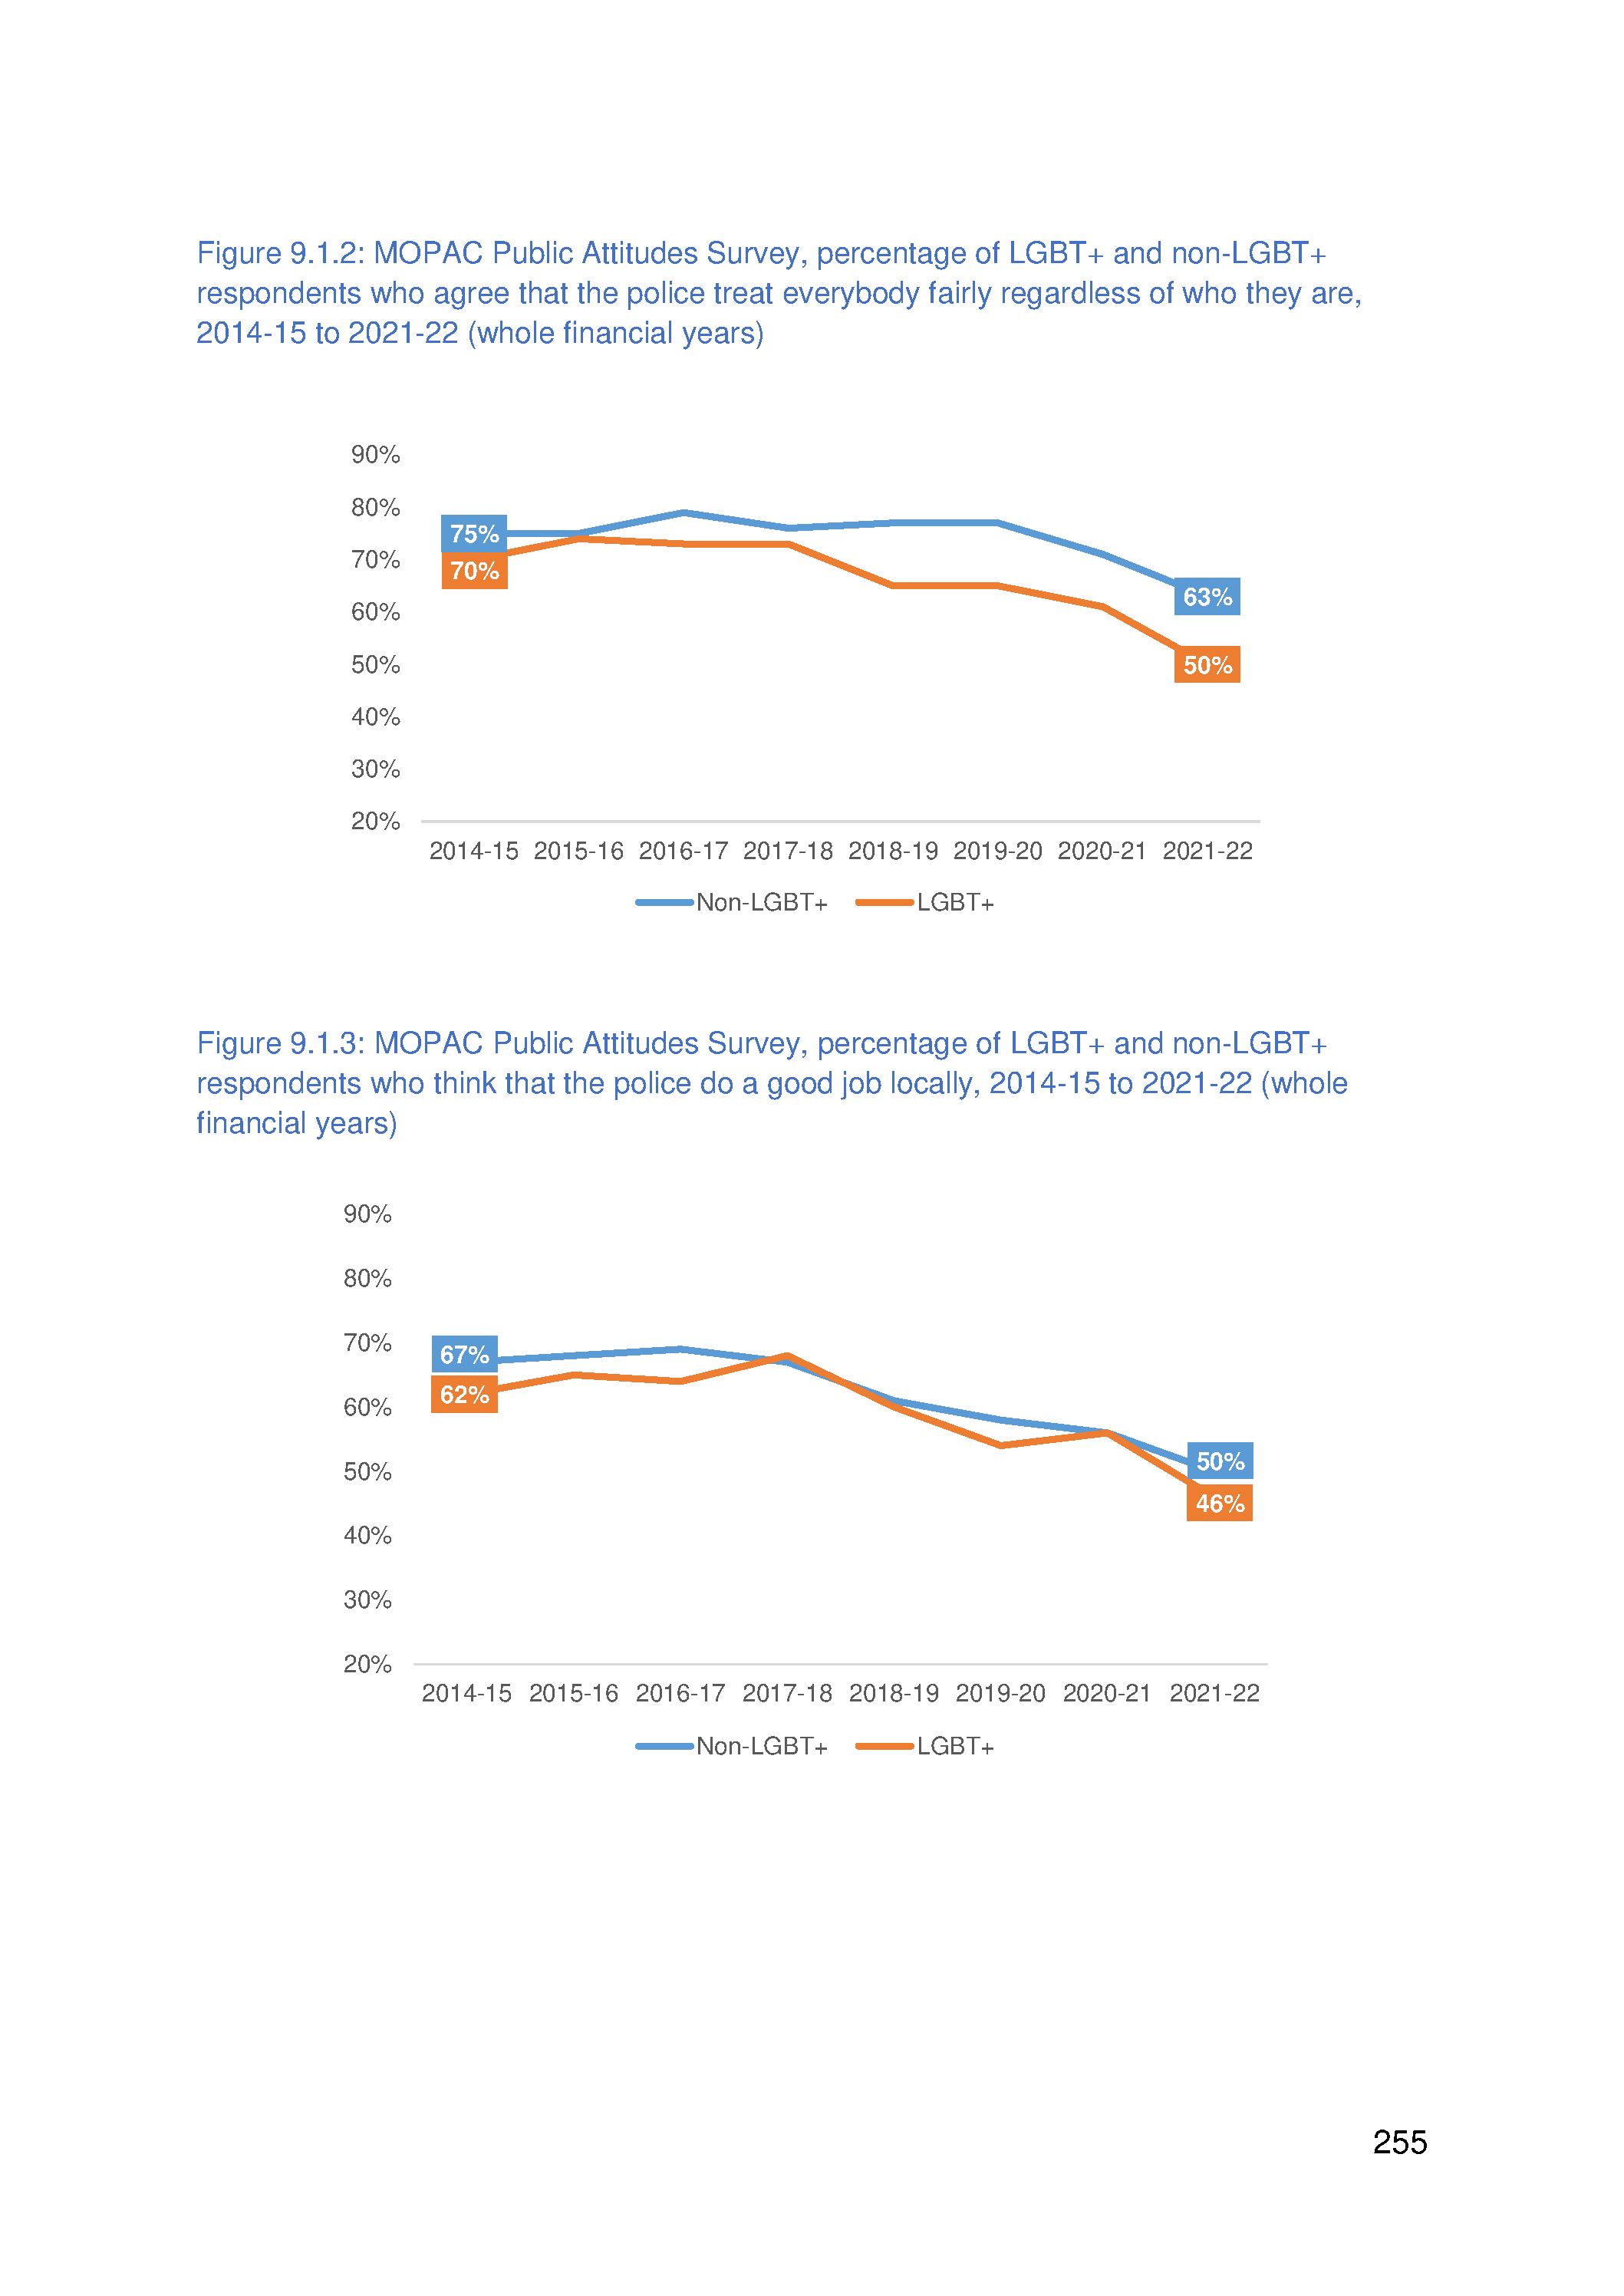 Figure 9.1.2: MOPAC Public Attitudes Survey, percentage of LGBT+ and non-LGBT+
respondents who agree that the police treat everybody fairly regardless of who they are,
2014-15 to 2021-22 (whole financial years)
90%
80%
70%
60%
50%
40%
30%
20%
75%
70%
63%
50%
2014-15 2015-16 2016-17 2017-18 2018-19 2019-20 2020-21 2021-22
Non-LGBT+ LGBT+
Figure 9.1.3: MOPAC Public Attitudes Survey, percentage of LGBT+ and non-LGBT+
respondents who think that the police do a good job locally, 2014-15 to 2021-22 (whole
financial years)
90%
80%
70%
60%
50%
40%
30%
20%
67%
62%
50%
46%
2014-15 2015-16 2016-17 2017-18 2018-19 2019-20 2020-21 2021-22
Non-LGBT+ LGBT+
255